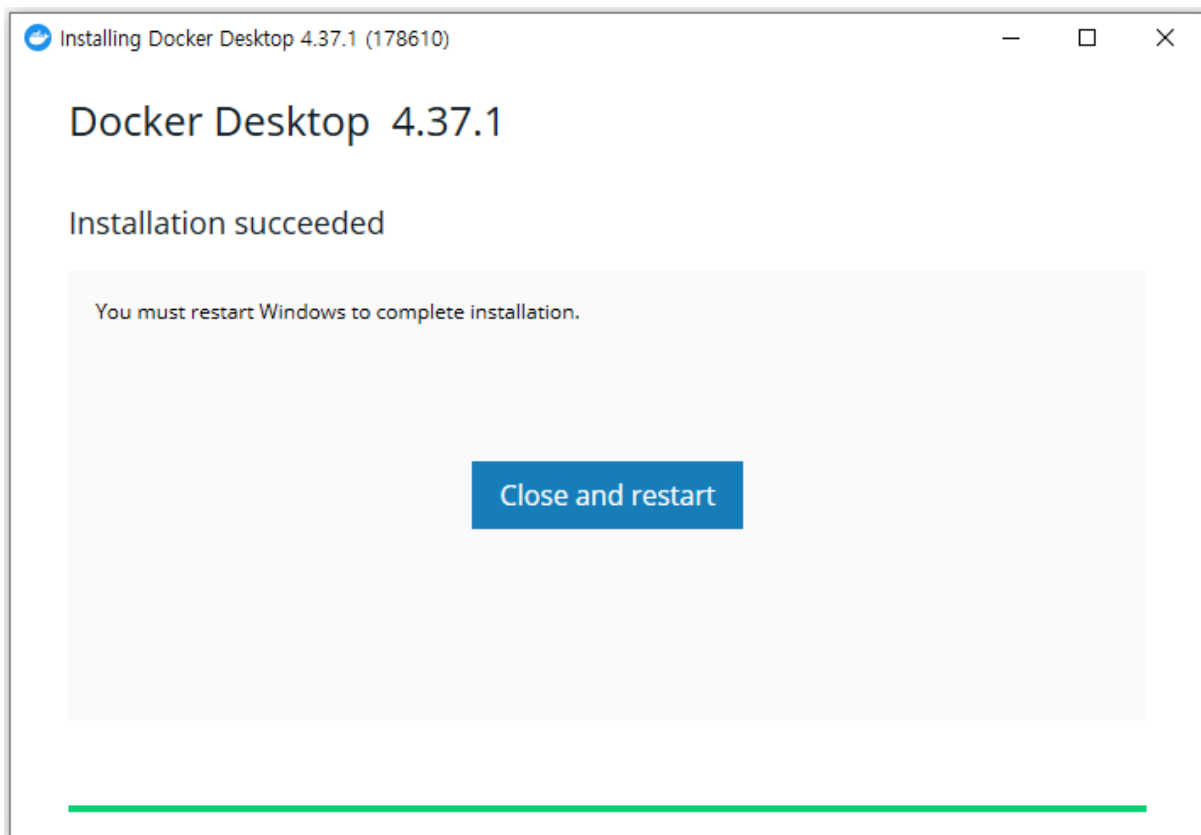 Installing Docker Desktop 4.37.1 (178610)
Docker Desktop 4.37.1
Installation succeeded
You must restart Windows to complete installation.
Close and restart